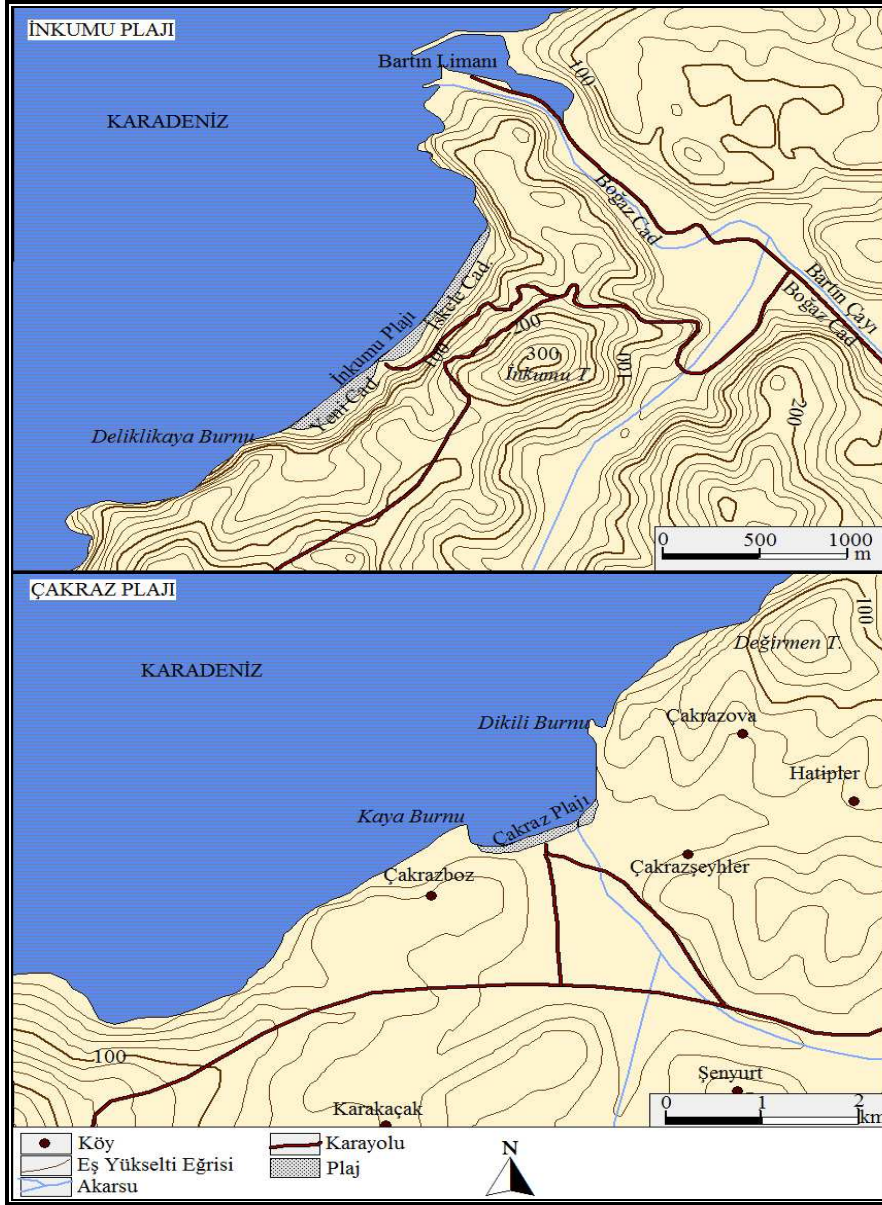 İNKUMU PLAJI
Bartın Limanı
KARADENİZ
100
Boğaz Cad
Bartın Çayı
Boğaz Cad
İskele Cad.
İnkumu Plajı
200
100
300
İnkumu T
100
Yeni Cad
Deliklikaya Burnu
200
0 500 1000
m
ÇAKRAZ PLAJI
100
Değirmen T.
KARADENİZ
Dikili Burnu
Çakrazova
Hatipler
Kaya Burnu
Çakraz Plajı
Çakrazboz
Çakrazşeyhler
100
Şenyurt
Karakaçak
0 1 2
km
Köy
Karayolu
Eş Yükselti Eğrisi
Plaj
Akarsu
N